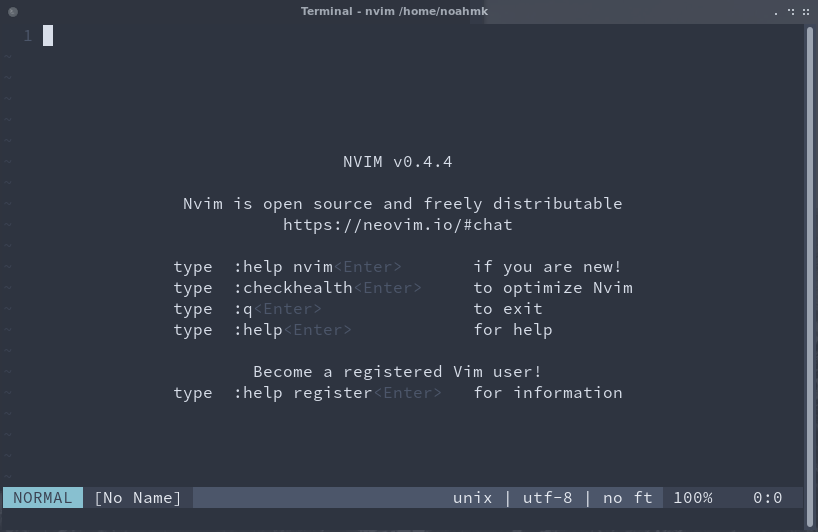 Terminal - nvim /home/noahmk
1
~
~
~
~
~
NVIM v0.4.4
~
Nvim is open source and freely distributable
https://neovim.io/#chat
~
type :help nvim<Enter> if you are new!
type :checkhealth<Enter> to optimize Nvim
type :q<Enter> to exit
type :help<Enter> for help
~
Become a registered Vim user!
type :help register<Enter> for information
~
~
~
~
NORMAL [No Name] unix | utf-8 | no ft 100% 0:0